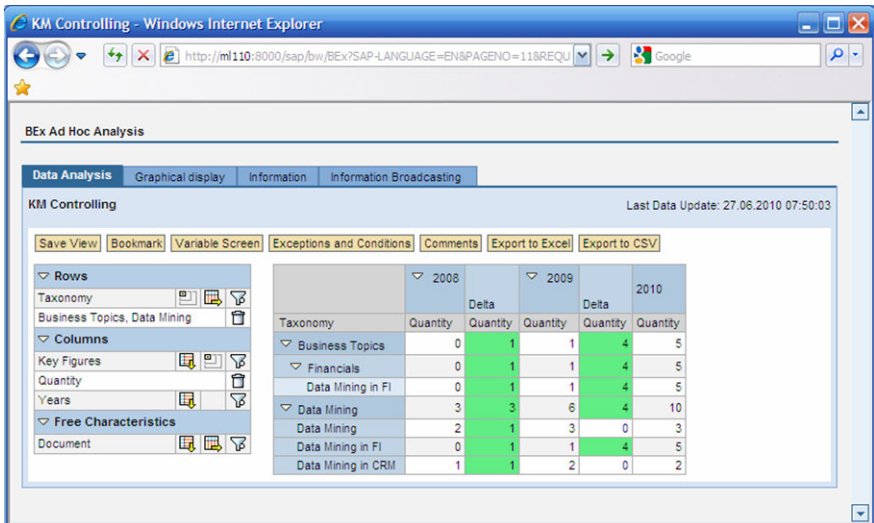 KM Controlling - Windows Internet Explorer
http://ml110:8000/sap/bw/BEx?SAP-LANGUAGE=EN&PAGENO=11&REQU
Google
BEx Ad Hoc Analysis
Data Analysis Graphical display Information Information Broadcasting
KM Controlling Last Data Update: 27.06.2010 07:50:03
Save View Bookmark Variable Screen Exceptions and Conditions Comments Export to Excel Export to CSV
Rows
Taxonomy
Business Topics, Data Mining
Columns
Key Figures
Quantity
Years
Free Characteristics
Document
2008 Delta 2009 Delta 2010
Taxonomy Quantity Quantity Quantity Quantity Quantity
Business Topics 0 1 1 4 5
Financials 0 1 1 4 5
Data Mining in FI 0 1 1 4 5
Data Mining 3 3 6 4 10
Data Mining 2 1 3 0 3
Data Mining in FI 0 1 1 4 5
Data Mining in CRM 1 1 2 0 2